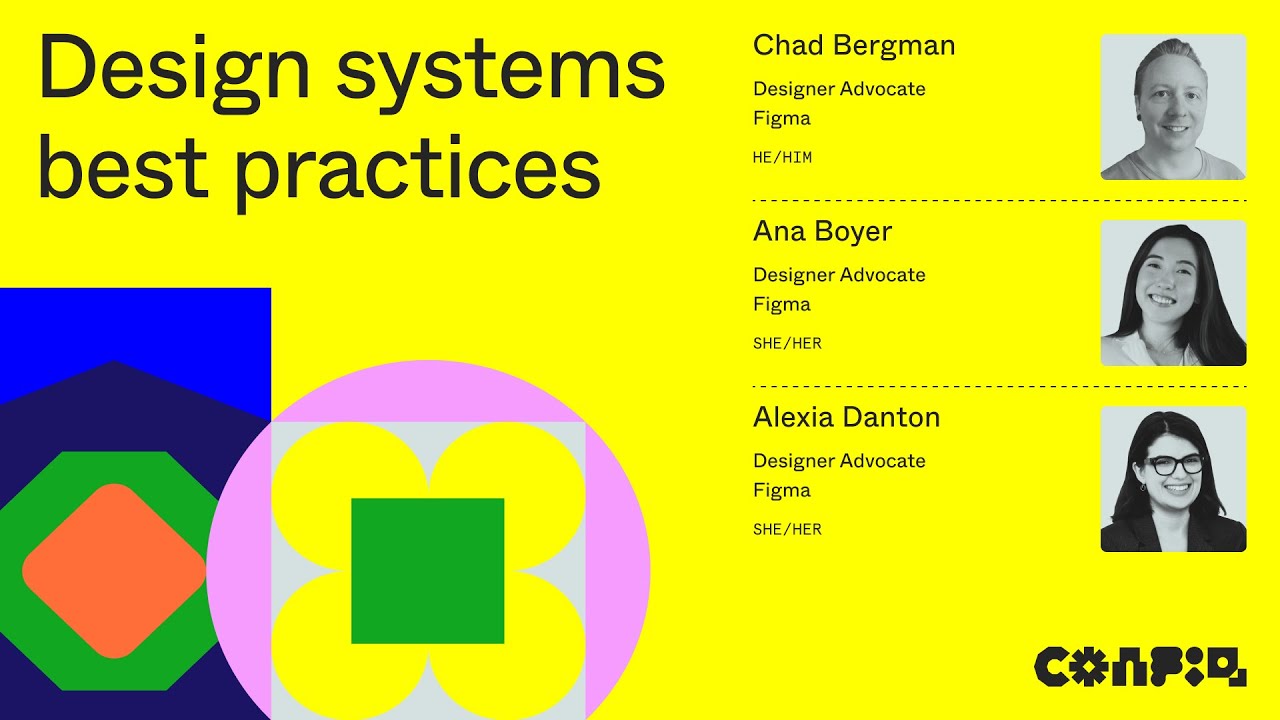 Design systems
best practices
Chad Bergman
Designer Advocate
Figma
HE/HIM
Ana Boyer
Designer Advocate
Figma
SHE/HER
Alexia Danton
Designer Advocate
Figma
SHE/HER
CONFIG